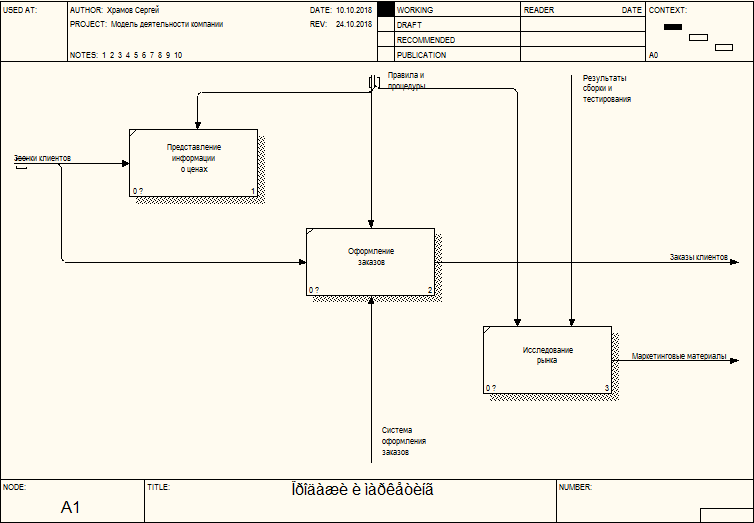 USED AT:
AUTHOR: Храмов Сергей
DATE: 10.10.2018
WORKING
READER
DATE
CONTEXT:
PROJECT: Модель деятельности компании
REV: 24.10.2018
DRAFT
RECOMMENDED
NOTES: 1 2 3 4 5 6 7 8 9 10
PUBLICATION
A0
Правила и
процедуры
Результаты
сборки и
тестирования
Звонки клиентов
Представление
информации
о ценах
0 ?
1
Оформление
заказов
0 ?
2
Заказы клиентов
Исследование
рынка
0 ?
3
Маркетинговые материалы
Система
оформления
заказов
NODE:
A1
TITLE:
Ïðîäàæè è ìàðêåòèíã
NUMBER: